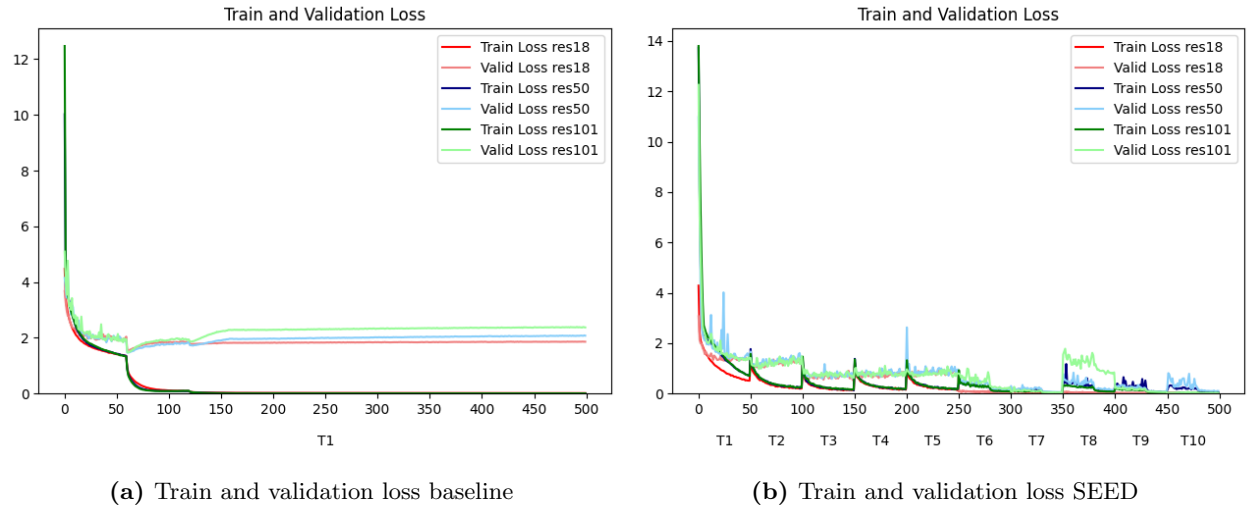 Train and Validation Loss
12
10
8
6
4
2
0
Train Loss res18
Valid Loss res18
Train Loss res50
Valid Loss res50
Train Loss res101
Valid Loss res101
0 50 100 150 200 250 300 350 400 450 500
T1
(a) Train and validation loss baseline
Train and Validation Loss
14
12
10
8
6
4
2
0
Train Loss res18
Valid Loss res18
Train Loss res50
Valid Loss res50
Train Loss res101
Valid Loss res101
0 50 100 150 200 250 300 350 400 450 500
T1 T2 T3 T4 T5 T6 T7 T8 T9 T10
(b) Train and validation loss SEED